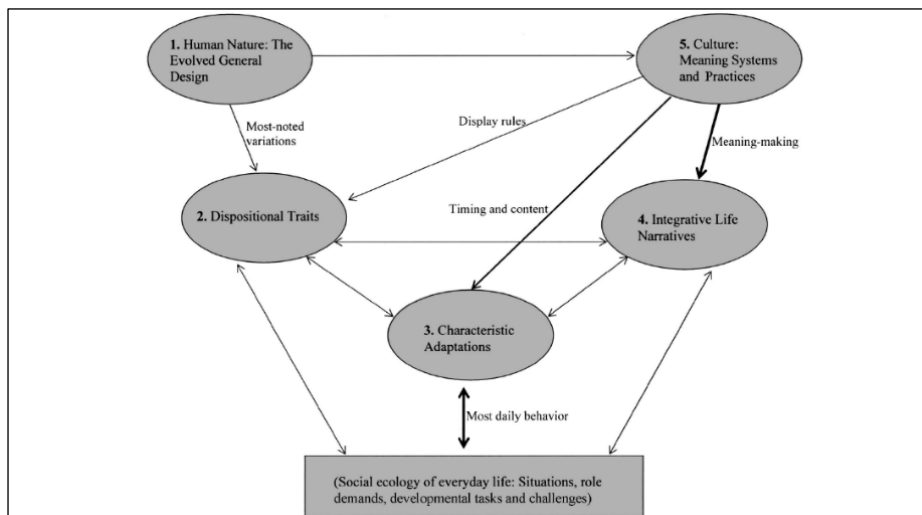 1. Human Nature: The
Evolved General
Design
5. Culture:
Meaning Systems
and Practices
Most-noted
variations
Display rules
Meaning-making
2. Dispositional Traits
Timing and content
4. Integrative Life
Narratives
3. Characteristic
Adaptations
Most daily behavior
(Social ecology of everyday life: Situations, role
demands, developmental tasks and challenges)